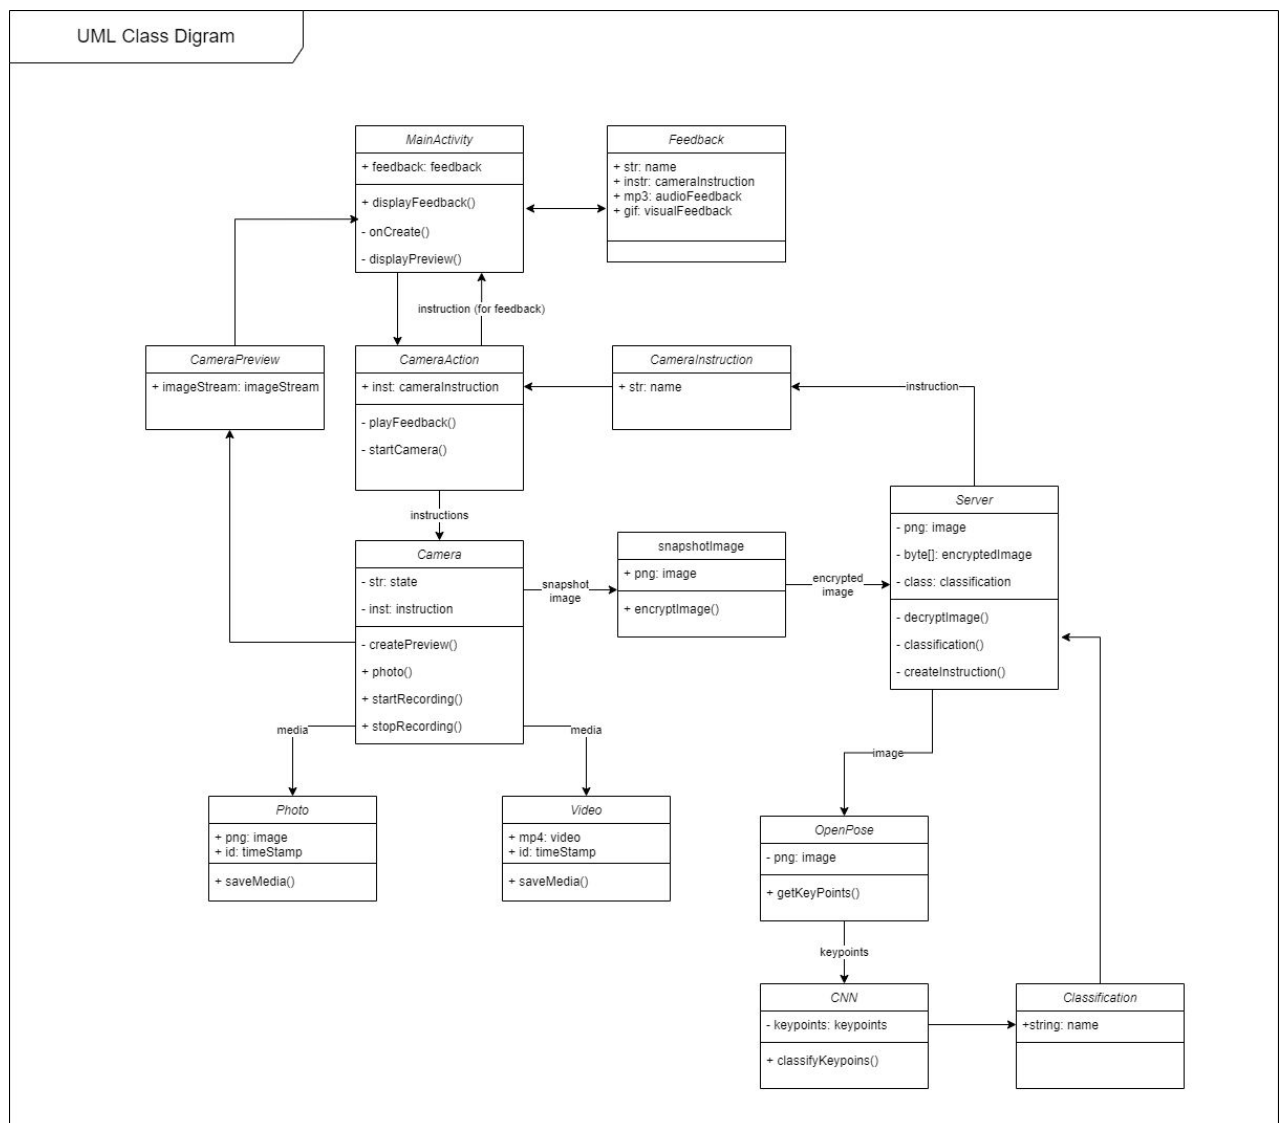 UML Class Digram
MainActivity
+ feedback: feedback
+ displayFeedback()
- onCreate()
- displayPreview()
Feedback
+ str: name
+ instr: cameraInstruction
+ mp3: audioFeedback
+ gif: visualFeedback
instruction (for feedback)
CameraPreview
+ imageStream: imageStream
CameraAction
+ inst: cameraInstruction
- playFeedback()
- startCamera()
CameraInstruction
+ str: name
instruction
instructions
Camera
- str: state
- inst: instruction
- createPreview()
+ photo()
+ startRecording()
+ stopRecording()
snapshot
image
snapshotImage
+ png: image
+ encryptImage()
encrypted
image
Server
- png: image
- byte[]: encryptedImage
- class: classification
- decryptImage()
- classification()
- createInstruction()
media
media
image
Photo
+ png: image
+ id: timeStamp
+ saveMedia()
Video
+ mp4: video
+ id: timeStamp
+ saveMedia()
OpenPose
- png: image
+ getKeyPoints()
keypoints
CNN
- keypoints: keypoints
+ classifyKeypoins()
Classification
+string: name